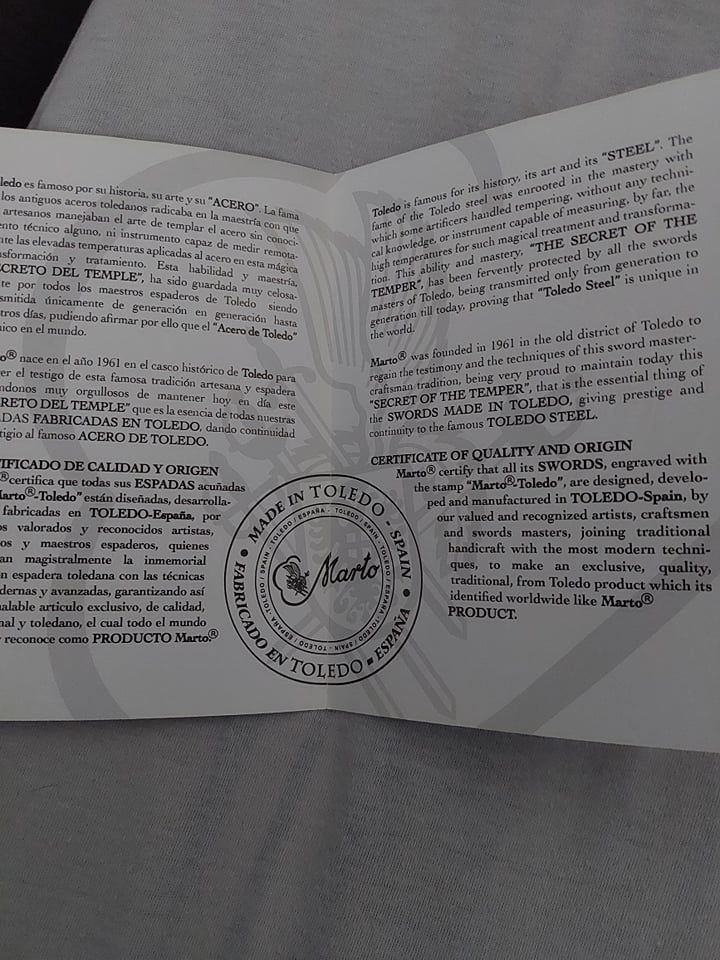 ledo es famoso por su historia, su arte y su "ACERO". La fama
los antiguos aceros toledanos radicaba en la maestría con que
artesanos manejaban el arte de templar el acero sin conoci-
ento técnico alguno, ni instrumento capaz de medir remota-
nte las elevadas temperaturas aplicadas al acero en esta mágica
nsformación y tratamiento. Esta habilidad y maestría,
CRETO DEL TEMPLE", ha sido guardada muy celosa-
te por todos los maestros espaderos de Toledo siendo
smitida únicamente de generación en generación hasta
tros días, pudiendo afirmar por ello que el "Acero de Toledo"
ico en el mundo.
o® nace en el año 1961 en el casco histórico de Toledo para
er el testigo de esta famosa tradición artesana y espadera
ndonos muy orgullosos de mantener hoy en día este
RETO DEL TEMPLE" que es la esencia de todas nuestras
ADAS FABRICADAS EN TOLEDO, dando continuidad
tigio al famoso ACERO DE TOLEDO.
IFICADO DE CALIDAD Y ORIGEN
®certifica que todas sus ESPADAS acuñadas
arto®-Toledo" están diseñadas, desarrolla-
fabricadas en TOLEDO-España, por
os valorados y reconocidos artistas,
os y maestros espaderos, quienes
an magistralmente la inmemorial
n espadera toledana con las técnicas
dernas y avanzadas, garantizando así
alable articulo exclusivo, de calidad,
nal y toledano, el cual todo el mundo
y reconoce como PRODUCTO Marto.®
Toledo is famous for its history, its art and its "STEEL". The
fame of the Toledo steel was enrooted in the mastery with
which some artificers handled tempering, without any techni-
cal knowledge, or instrument capable of measuring, by far, the
high temperatures for such magical treatment and transforma-
tion. This ability and mastery, "THE SECRET OF THE
TEMPER", has been fervently protected by all the swords
masters of Toledo, being transmitted only from generation to
generation till today, proving that "Toledo Steel" is unique in
the world.
Marto® was founded in 1961 in the old district of Toledo to
regain the testimony and the techniques of this sword master-
craftsman tradition, being very proud to maintain today this
"SECRET OF THE TEMPER", that is the essential thing of
the SWORDS MADE IN TOLEDO, giving prestige and
continuity to the famous TOLEDO STEEL.
CERTIFICATE OF QUALITY AND ORIGIN
Marto® certify that all its SWORDS, engraved with
the stamp "Marto®-Toledo", are designed, develo-
ped and manufactured in TOLEDO-Spain, by
our valued and recognized artists, craftsmen
and swords masters, joining traditional
handicraft with the most modern techni-
ques, to make an exclusive, quality,
traditional, from Toledo product which its
identified worldwide like Marto®
PRODUCT.
MADE IN TOLEDO - SPAIN
FABRICADO EN TOLEDO - ESPAÑA
TOLEDO / SPAIN - TOLEDO / ESPAÑA - TOLEDO / SPAIN - TOLEDO / ESPAÑA
Marto